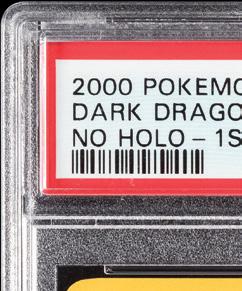 2000 POKEMO
DARK DRAGO
NO HOLO – 1S